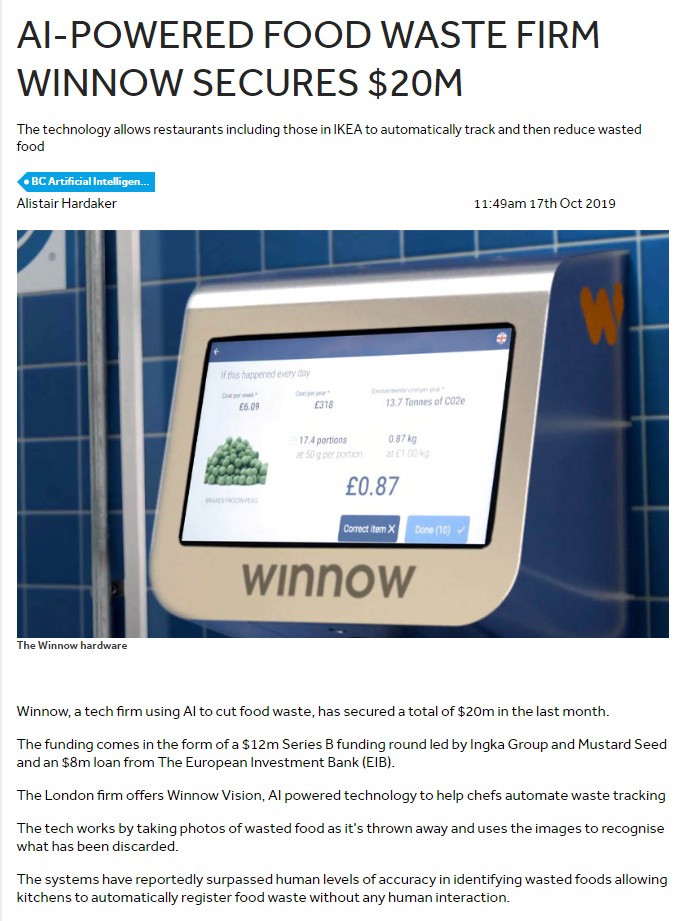 AI-POWERED FOOD WASTE FIRM
WINNOW SECURES $20M
The technology allows restaurants including those in IKEA to automatically track and then reduce wasted
food
BC Artificial Intelligen...
Alistair Hardaker
11:49am 17th Oct 2019
If this happened every day
Cost per week *
Cost per year *
Environmental cost per year *
£6.09
£318
13.7 Tonnes of CO2e
17.4 portions
0.87 kg
at 50 g per portion
at £1.00/kg
£0.87
BRAKES FROZEN PEAS
Correct item X
Done (10) ✓
winnow
The Winnow hardware
Winnow, a tech firm using AI to cut food waste, has secured a total of $20m in the last month.
The funding comes in the form of a $12m Series B funding round led by Ingka Group and Mustard Seed
and an $8m loan from The European Investment Bank (EIB).
The London firm offers Winnow Vision, AI powered technology to help chefs automate waste tracking
The tech works by taking photos of wasted food as it's thrown away and uses the images to recognise
what has been discarded.
The systems have reportedly surpassed human levels of accuracy in identifying wasted foods allowing
kitchens to automatically register food waste without any human interaction.